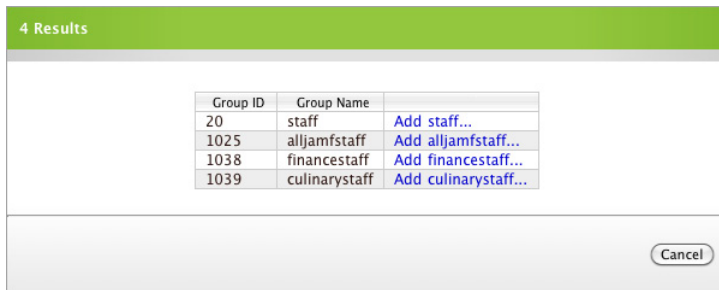 4 Results
Group ID Group Name
20 staff Add staff...
1025 alljamfstaff Add alljamfstaff...
1038 financestaff Add financestaff...
1039 culinarystaff Add culinarystaff...
Cancel